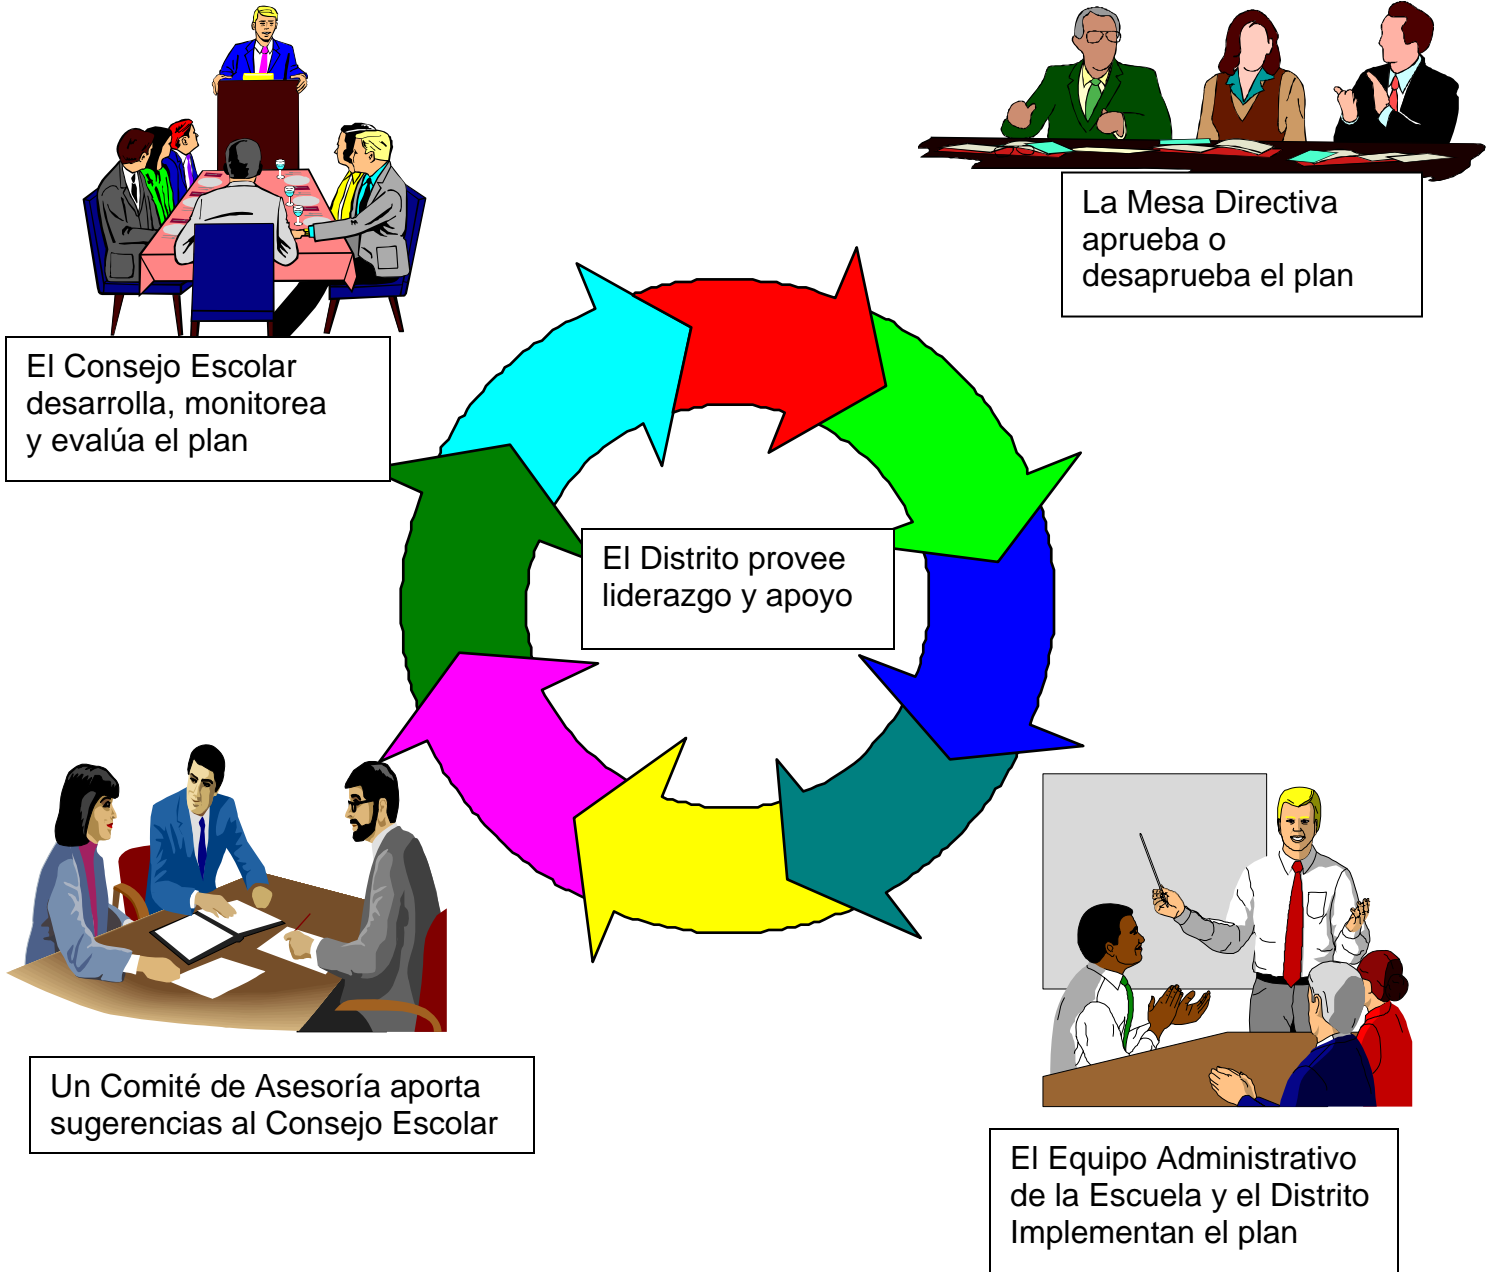 La Mesa Directiva
aprueba o
desaprueba el plan
El Consejo Escolar
desarrolla, monitorea
y evalúa el plan
El Distrito provee
liderazgo y apoyo
Un Comité de Asesoría aporta
sugerencias al Consejo Escolar
El Equipo Administrativo
de la Escuela y el Distrito
Implementan el plan